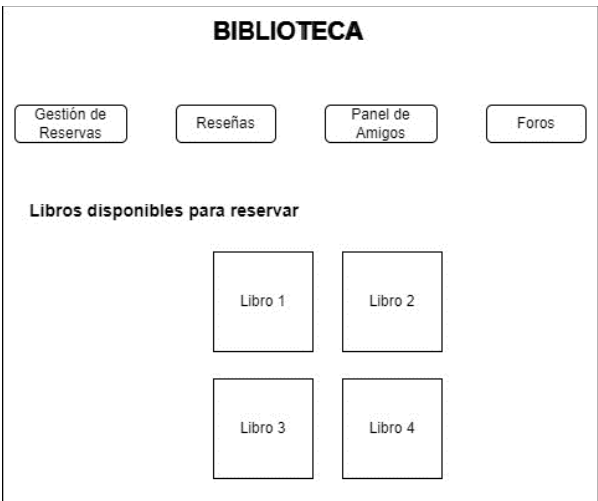 BIBLIOTECA
Gestión de
Reservas
Reseñas
Panel de
Amigos
Foros
Libros disponibles para reservar
Libro 1
Libro 2
Libro 3
Libro 4